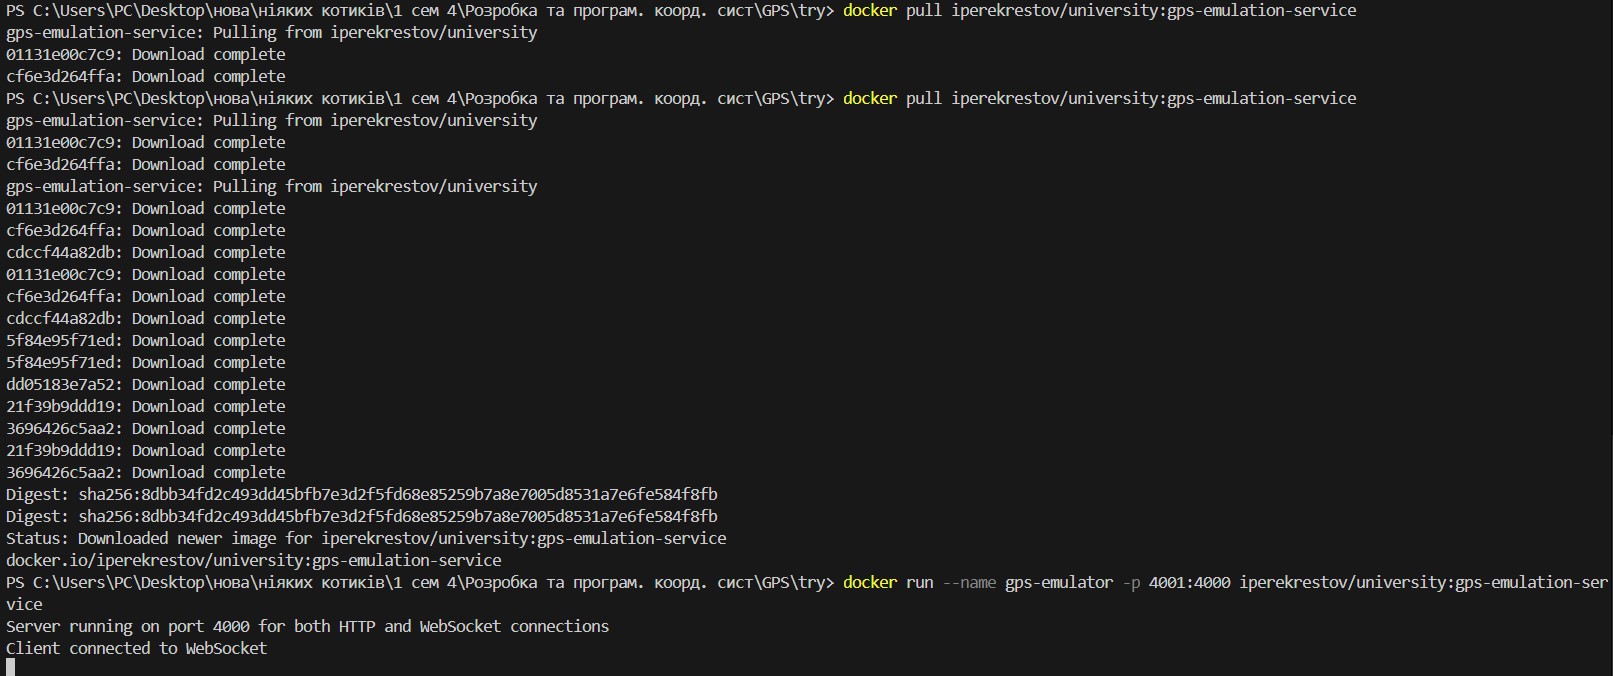 PS C:\Users\PC\Desktop\нова\ніяких котиків\1 сем 4\Розробка та програм. коорд. сист\GPS\try> docker pull iperekrestov/university:gps-emulation-service
gps-emulation-service: Pulling from iperekrestov/university
01131e00c7c9: Download complete
cf6e3d264ffa: Download complete
PS C:\Users\PC\Desktop\нова\ніяких котиків\1 сем 4\Розробка та програм. коорд. сист\GPS\try> docker pull iperekrestov/university:gps-emulation-service
gps-emulation-service: Pulling from iperekrestov/university
01131e00c7c9: Download complete
cf6e3d264ffa: Download complete
gps-emulation-service: Pulling from iperekrestov/university
01131e00c7c9: Download complete
cf6e3d264ffa: Download complete
cdccf44a82db: Download complete
01131e00c7c9: Download complete
cf6e3d264ffa: Download complete
cdccf44a82db: Download complete
5f84e95f71ed: Download complete
5f84e95f71ed: Download complete
dd05183e7a52: Download complete
21f39b9ddd19: Download complete
3696426c5aa2: Download complete
21f39b9ddd19: Download complete
3696426c5aa2: Download complete
Digest: sha256:8dbb34fd2c493dd45bfb7e3d2f5fd68e85259b7a8e7005d8531a7e6fe584f8fb
Digest: sha256:8dbb34fd2c493dd45bfb7e3d2f5fd68e85259b7a8e7005d8531a7e6fe584f8fb
Status: Downloaded newer image for iperekrestov/university:gps-emulation-service
docker.io/iperekrestov/university:gps-emulation-service
PS C:\Users\PC\Desktop\нова\ніяких котиків\1 сем 4\Розробка та програм. коорд. сист\GPS\try> docker run --name gps-emulator -p 4001:4000 iperekrestov/university:gps-emulation-ser
vice
Server running on port 4000 for both HTTP and WebSocket connections
Client connected to WebSocket